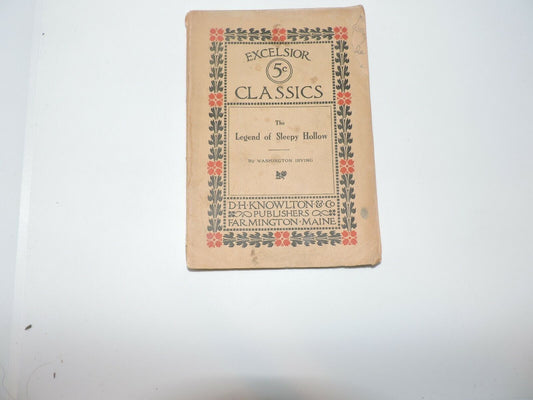 EXCELSIOR
5c
CLASSICS
The
Legend of Sleepy Hollow
By WASHINGTON IRVING
D·H·KNOWLTON·&·Co
PUBLISHERS
FARMINGTON·MAINE